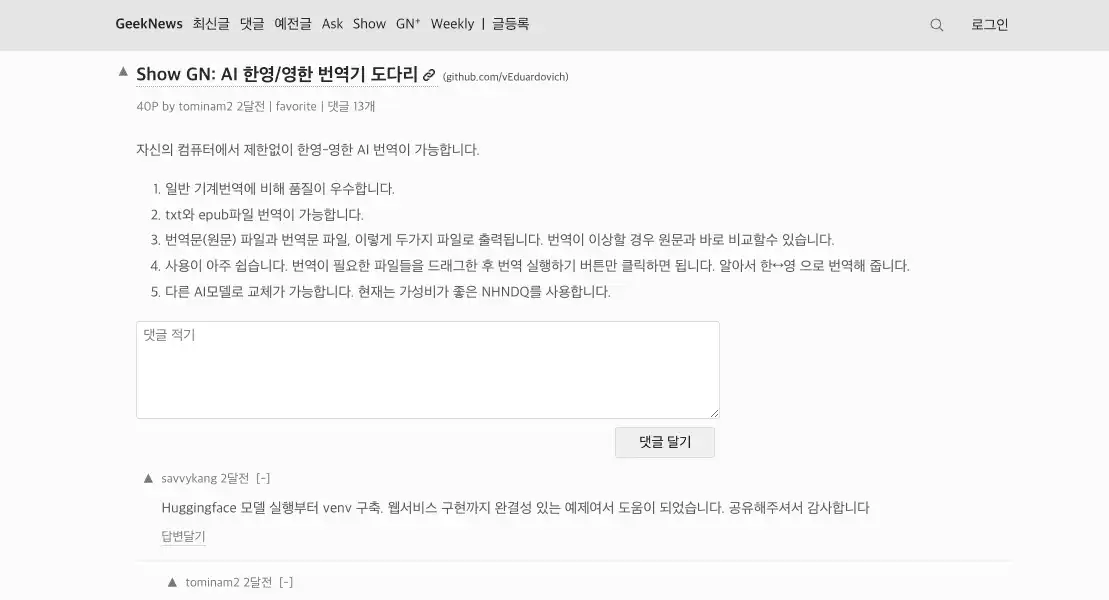 GeekNews 최신글 댓글 예전글 Ask Show GN⁺ Weekly | 글등록 로그인
▲ Show GN: AI 한영/영한 번역기 도다리 (github.com/vEduardovich)
40P by tominam2 2달전 | favorite | 댓글 13개
자신의 컴퓨터에서 제한없이 한영-영한 AI 번역이 가능합니다.
1. 일반 기계번역에 비해 품질이 우수합니다.
2. txt와 epub파일 번역이 가능합니다.
3. 번역문(원문) 파일과 번역문 파일, 이렇게 두가지 파일로 출력됩니다. 번역이 이상할 경우 원문과 바로 비교할수 있습니다.
4. 사용이 아주 쉽습니다. 번역이 필요한 파일들을 드래그한 후 번역 실행하기 버튼만 클릭하면 됩니다. 알아서 한↔영 으로 번역해 줍니다.
5. 다른 AI모델로 교체가 가능합니다. 현재는 가성비가 좋은 NHNDQ를 사용합니다.
댓글 적기
댓글 달기
▲ savvykang 2달전 [-]
Huggingface 모델 실행부터 venv 구축. 웹서비스 구현까지 완결성 있는 예제여서 도움이 되었습니다. 공유해주셔서 감사합니다
답변달기
▲ tominam2 2달전 [-]